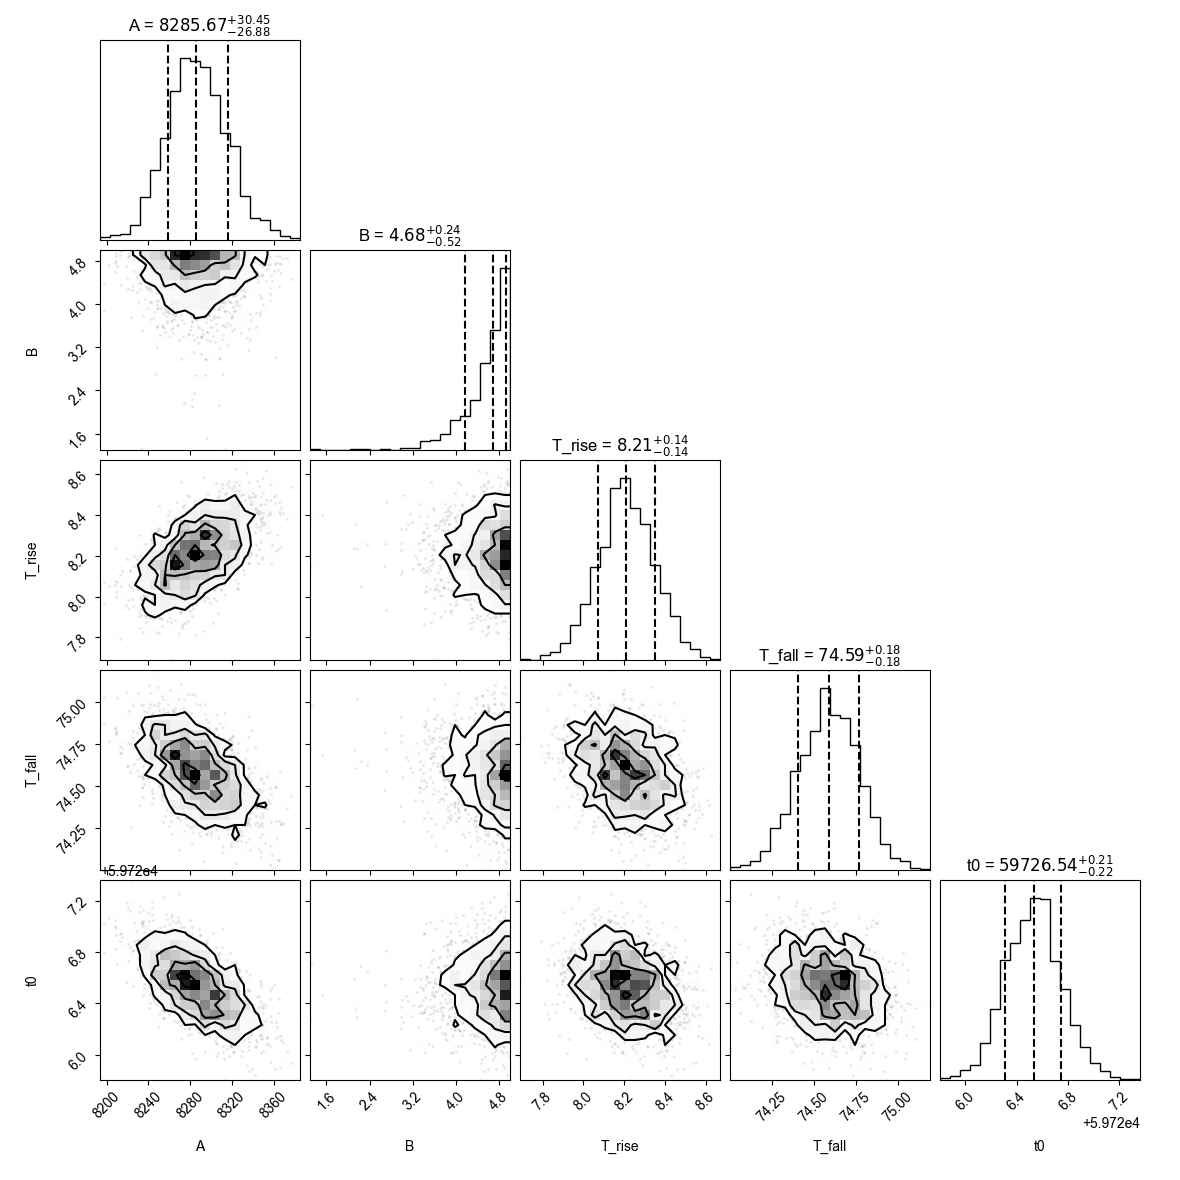 A = 8285.67+30.45−26.88
B = 4.68+0.24−0.52
4.8
4.0
3.2
2.4
1.6
B
T_rise = 8.21+0.14−0.14
8.6
8.4
8.2
8.0
7.8
T_rise
T_fall = 74.59+0.18−0.18
75.00
74.75
74.50
74.25
T_fall
+5.972e4
t0 = 59726.54+0.21−0.22
7.2
6.8
6.4
6.0
t0
8200 8240 8280 8320 8360 1.6 2.4 3.2 4.0 4.8 7.8 8.0 8.2 8.4 8.6 74.25 74.50 74.75 75.00 6.0 6.4 6.8 7.2
+5.972e4
A B T_rise T_fall t0